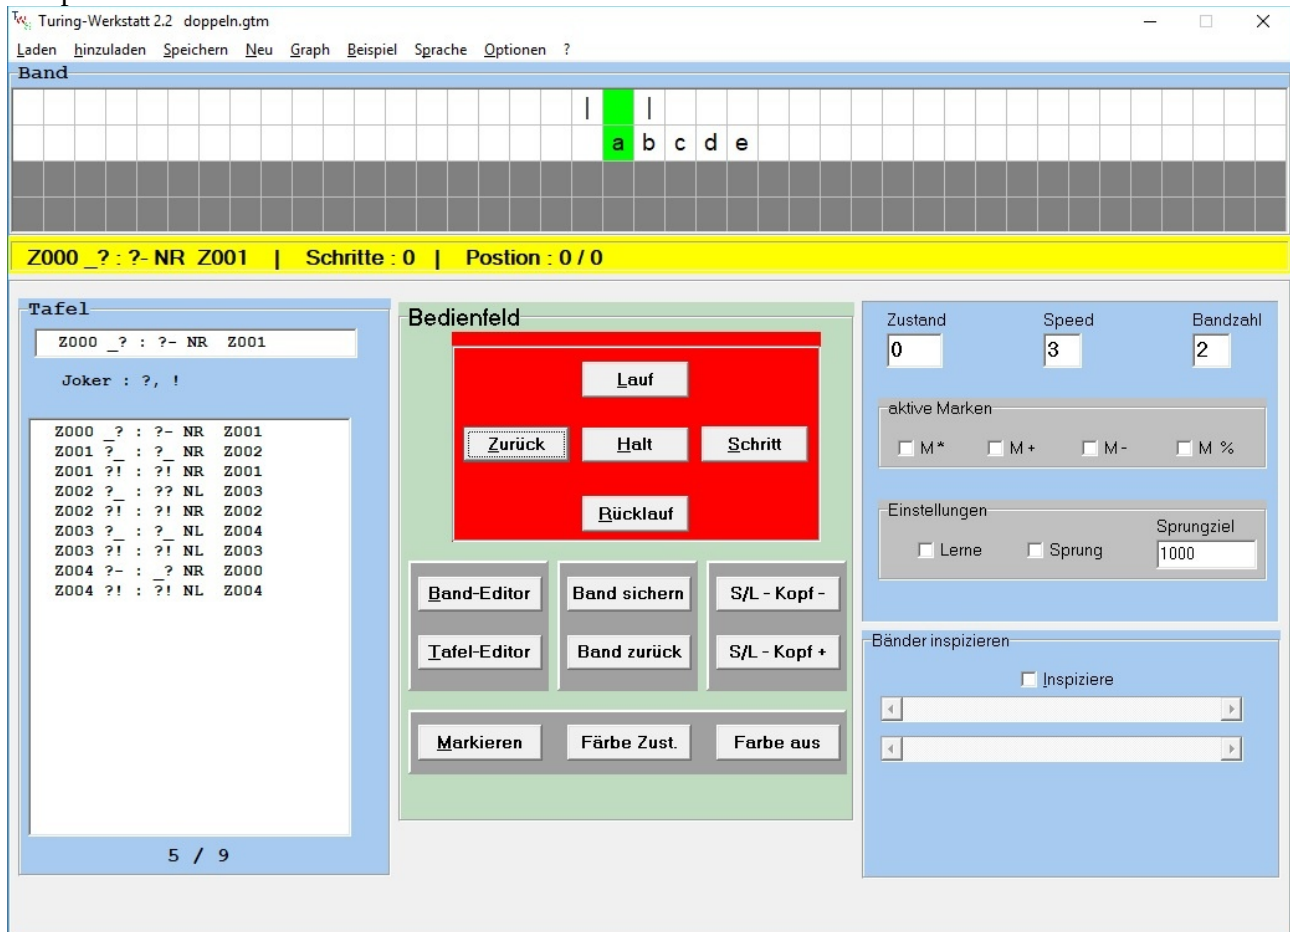 Turing-Werkstatt 2.2 doppeln.gtm
Laden hinzuladen Speichern Neu Graph Beispiel Sprache Optionen ?
Band
| |
a b c d e
Z000 _? : ?- NR Z001 | Schritte : 0 | Postion : 0 / 0
Tafel
Z000 _? : ?- NR Z001
Joker : ?, !
Z000 _? : ?- NR Z001
Z001 ?_ : ?_ NR Z002
Z001 ?! : ?! NR Z001
Z002 ?_ : ?? NL Z003
Z002 ?! : ?! NR Z002
Z003 ?_ : ?_ NL Z004
Z003 ?! : ?! NL Z003
Z004 ?- : _? NR Z000
Z004 ?! : ?! NL Z004
5 / 9
Bedienfeld
Lauf
Zurück Halt Schritt
Rücklauf
Band-Editor Band sichern S/L - Kopf -
Tafel-Editor Band zurück S/L - Kopf +
Markieren Färbe Zust. Farbe aus
Zustand Speed Bandzahl
0 3 2
aktive Marken
M * M + M - M %
Einstellungen
Sprungziel
Lerne Sprung 1000
Bänder inspizieren
Inspiziere